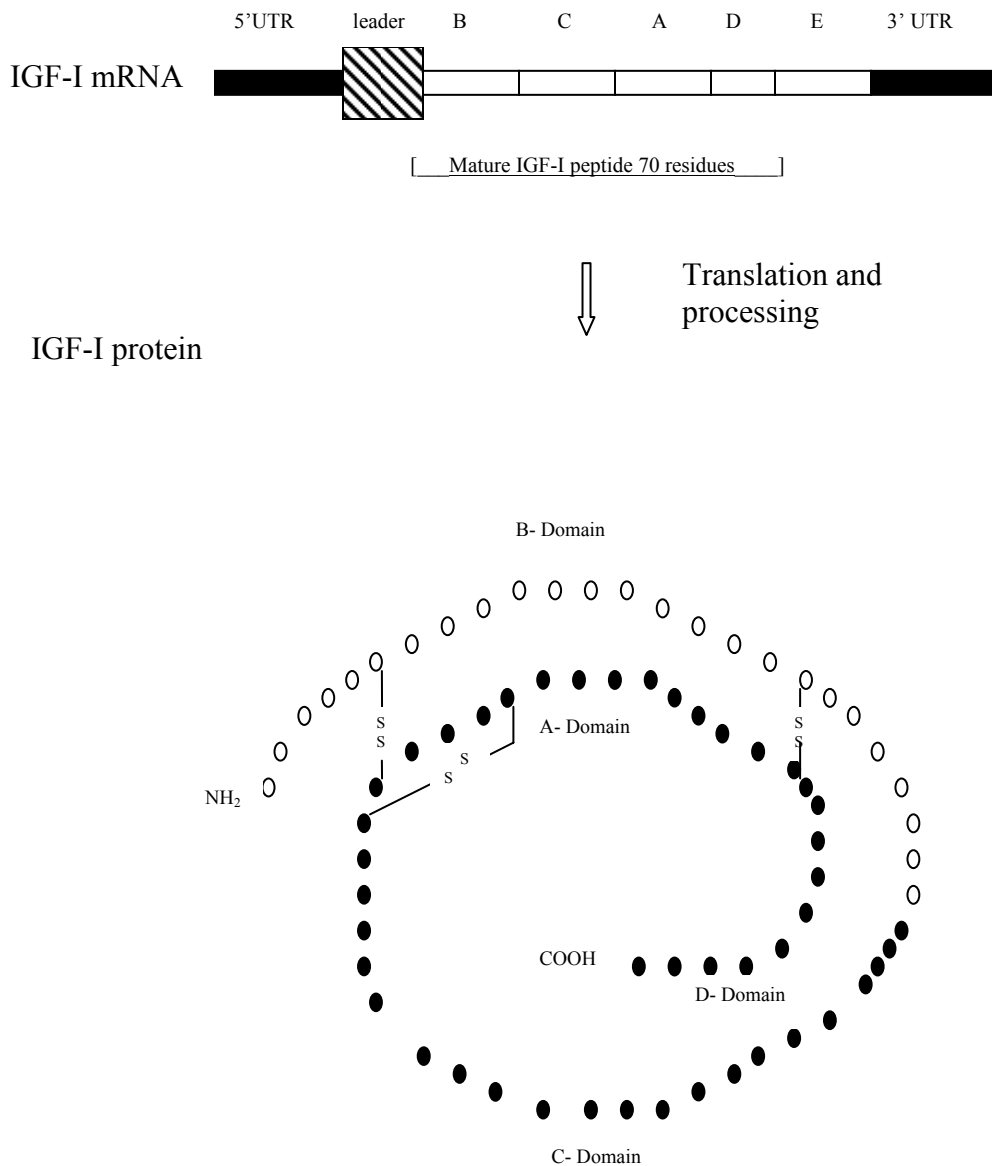 5'UTR leader B C A D E 3' UTR
IGF-I mRNA
[___Mature IGF-I peptide 70 residues____]
Translation and
processing
IGF-I protein
B- Domain
S
S
A- Domain
S
S
S
S
NH₂
COOH
D- Domain
C- Domain